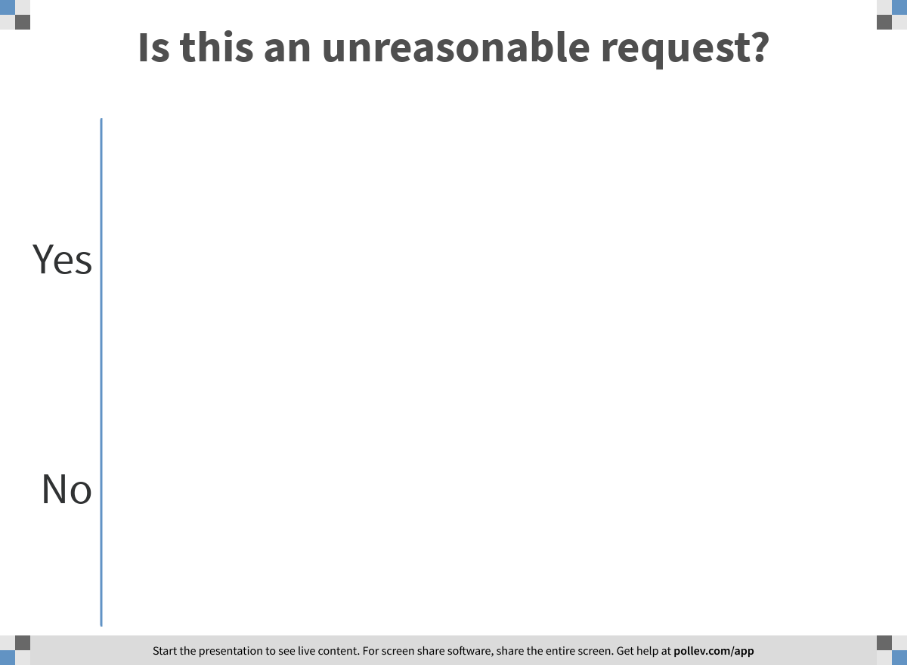 Is this an unreasonable request?
Yes
No
Start the presentation to see live content. For screen share software, share the entire screen. Get help at pollev.com/app